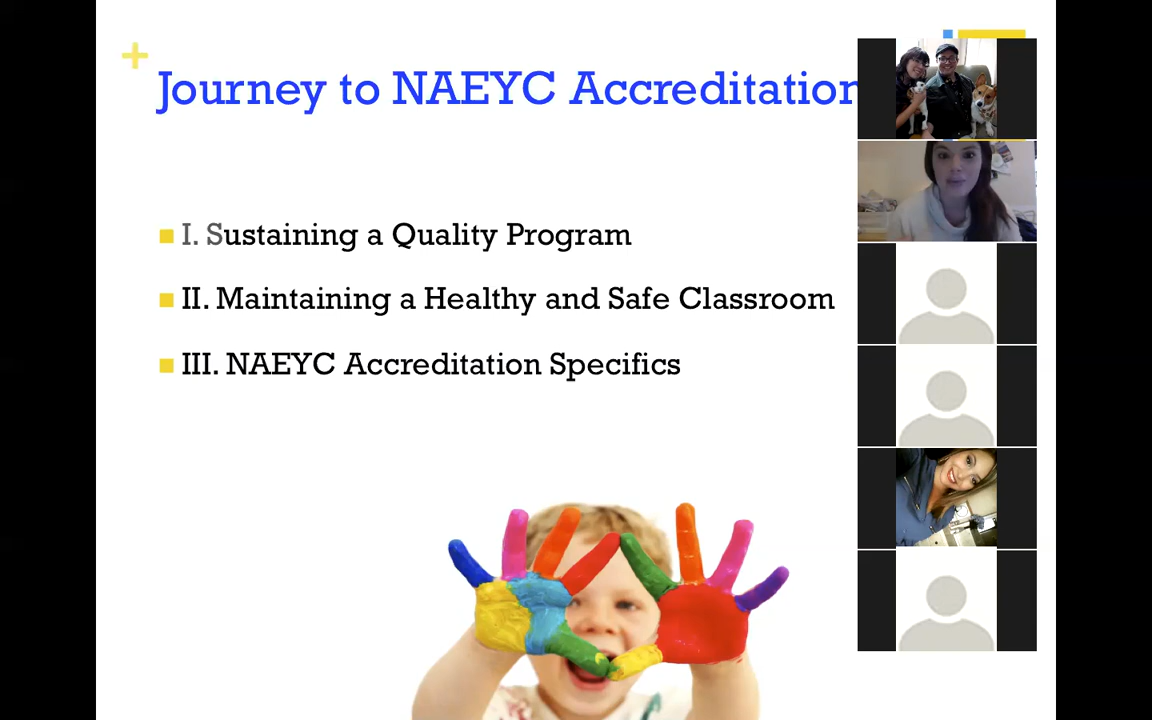 +
Journey to NAEYC Accreditation
I. Sustaining a Quality Program
II. Maintaining a Healthy and Safe Classroom
III. NAEYC Accreditation Specifics